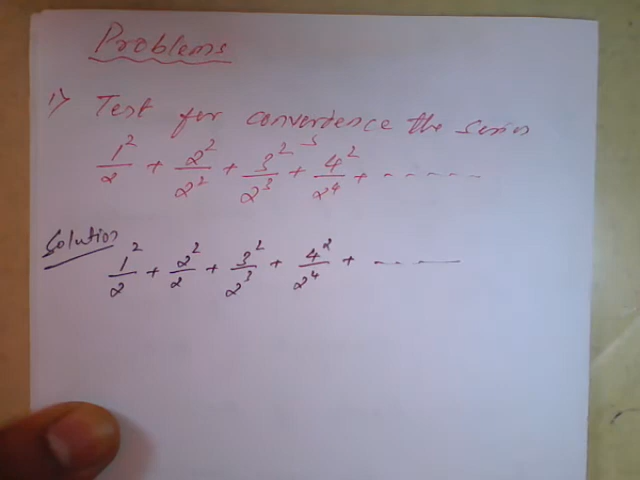 Problems
1) Test for convergence the series
1²/2 + 2²/2² + 3²/2³ + 4²/2⁴ + - - - - - -
Solution
1²/2 + 2²/2 + 3²/2³ + 4²/2⁴ + - - - -